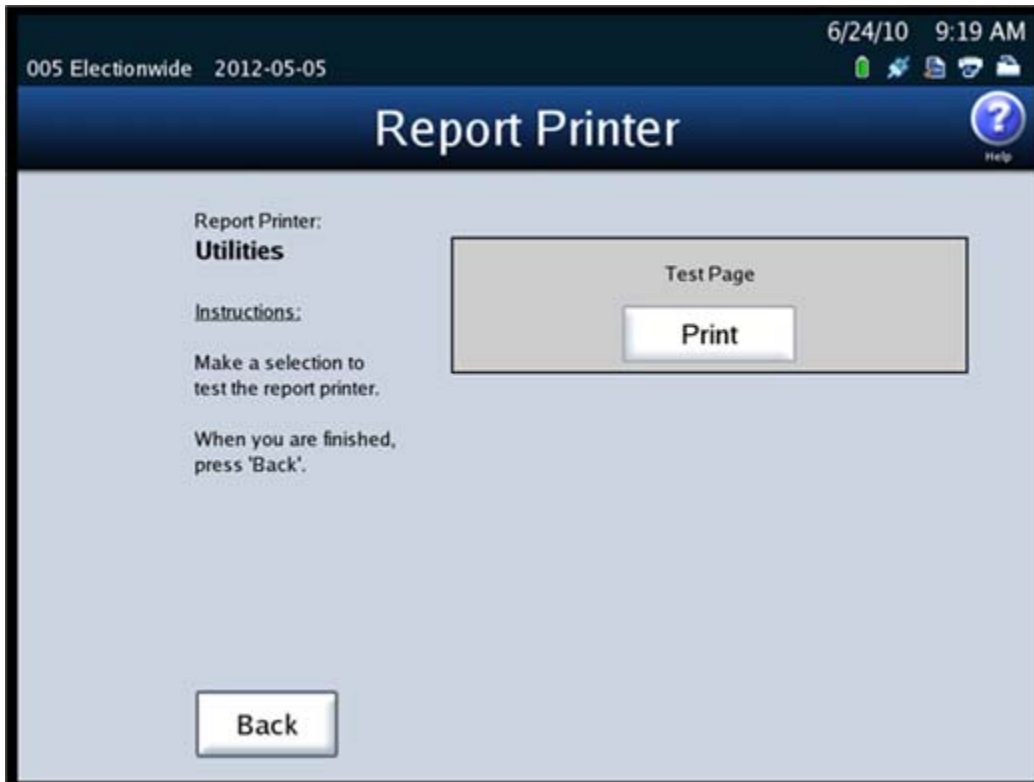 6/24/10 9:19 AM
005 Electionwide 2012-05-05
Report Printer
Help
Report Printer:
Utilities
Instructions:
Make a selection to
test the report printer.
When you are finished,
press 'Back'.
Test Page
Print
Back